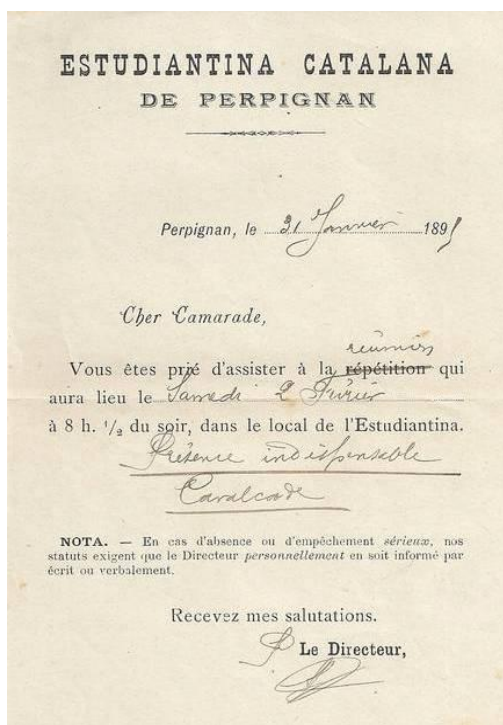 ESTUDIANTINA CATALANA
DE PERPIGNAN
Perpignan, le 31 Janvier 1895
Cher Camarade,
réunion
Vous êtes prié d'assister à la répétition qui
aura lieu le Samedi 2 Février
à 8 h. 1/2 du soir, dans le local de l'Estudiantina.
Présence indispensable
Cavalcade
NOTA. — En cas d'absence ou d'empêchement sérieux, nos
statuts exigent que le Directeur personnellement en soit informé par
écrit ou verbalement.
Recevez mes salutations.
P Le Directeur,